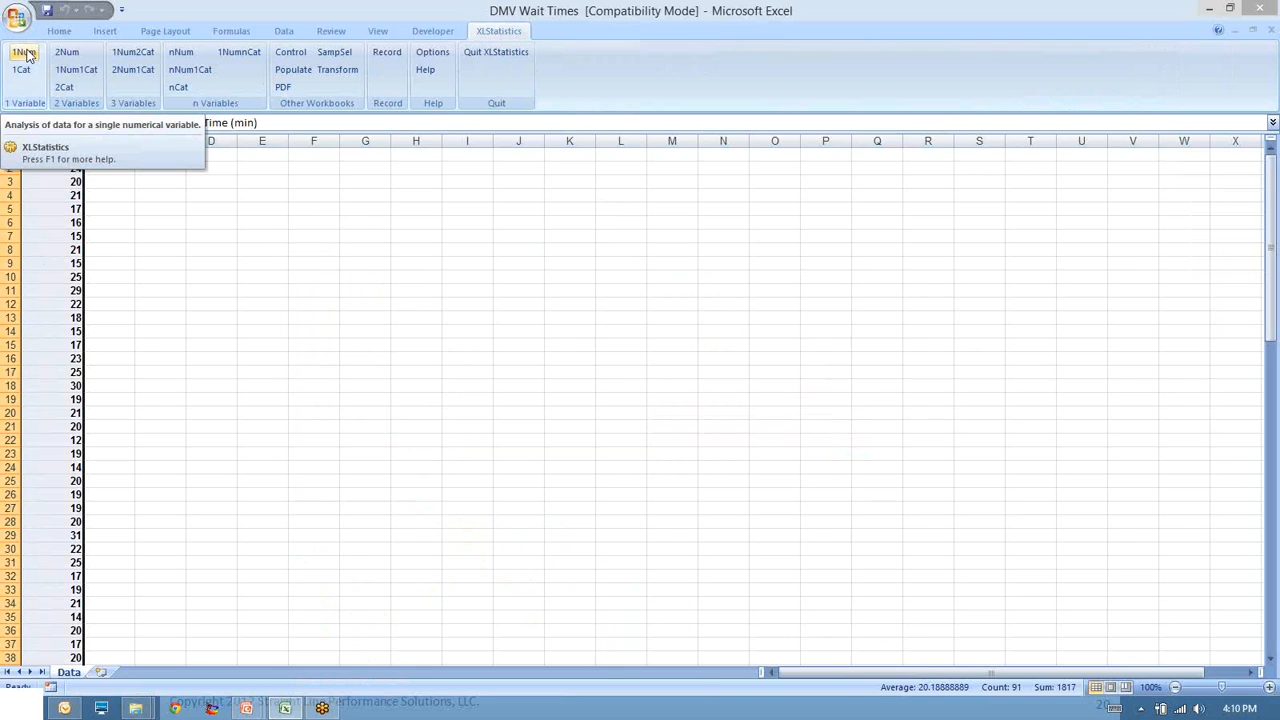 DMV Wait Times  [Compatibility Mode] - Microsoft Excel
Home Insert Page Layout Formulas Data Review View Developer XLStatistics
1Num 2Num 1Num2Cat nNum 1NumnCat Control SampSel Record Options Quit XLStatistics
1Cat 1Num1Cat 2Num1Cat nNum1Cat Populate Transform Help
2Cat nCat PDF
1 Variable 2 Variables 3 Variables n Variables Other Workbooks Record Help Quit
Analysis of data for a single numerical variable.
Time (min)
XLStatistics
Press F1 for more help.
D E F G H I J K L M N O P Q R S T U V W X
3 20
4 21
5 17
6 16
7 15
8 21
9 15
10 25
11 29
12 22
13 18
14 15
15 17
16 23
17 25
18 30
19 19
20 21
21 20
22 12
23 19
24 14
25 20
26 19
27 19
28 20
29 31
30 22
31 25
32 17
33 19
34 21
35 14
36 20
37 17
38 20
Data
Ready Average: 20.18888889 Count: 91 Sum: 1817 100%
4:10 PM